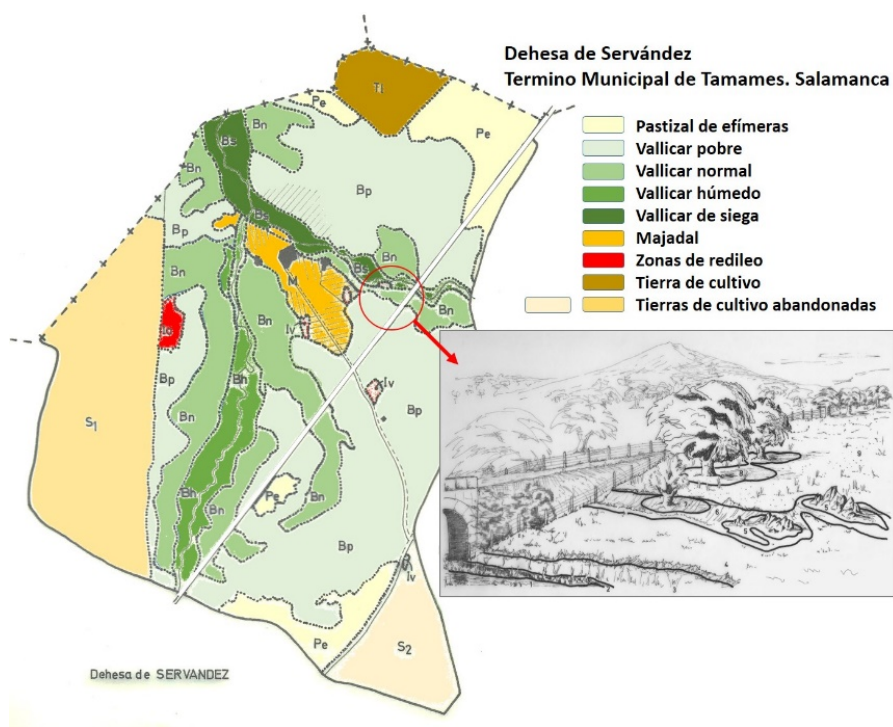 Dehesa de Servández
Termino Municipal de Tamames. Salamanca
Pastizal de efímeras
Vallicar pobre
Vallicar normal
Vallicar húmedo
Vallicar de siega
Majadal
Zonas de redileo
Tierra de cultivo
Tierras de cultivo abandonadas
T1
Pe
Pe
Bs
Bn
Bn
Bp
Bp
Bs
Bn
Bs
M
Bn
Bn
Bn
Iv
Bp
Bh
Iv
Bn
Bp
S1
Bh
Bn
Pe
Bn
Bp
Iv
Pe
S2
Dehesa de SERVANDEZ